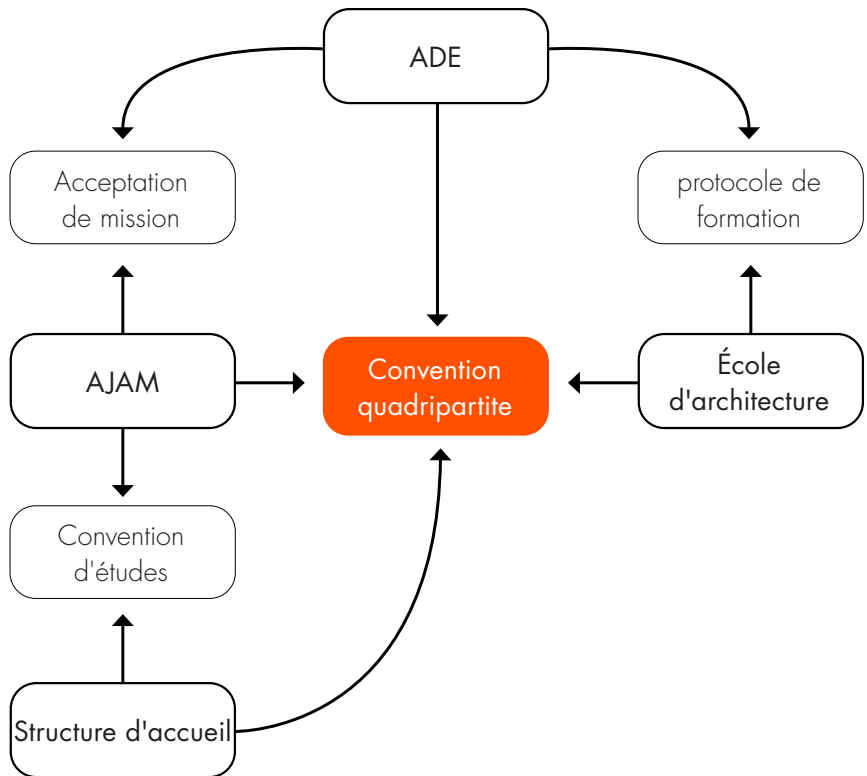 ADE
Acceptation
de mission
protocole de
formation
AJAM
Convention
quadripartite
École
d'architecture
Convention
d'études
Structure d'accueil